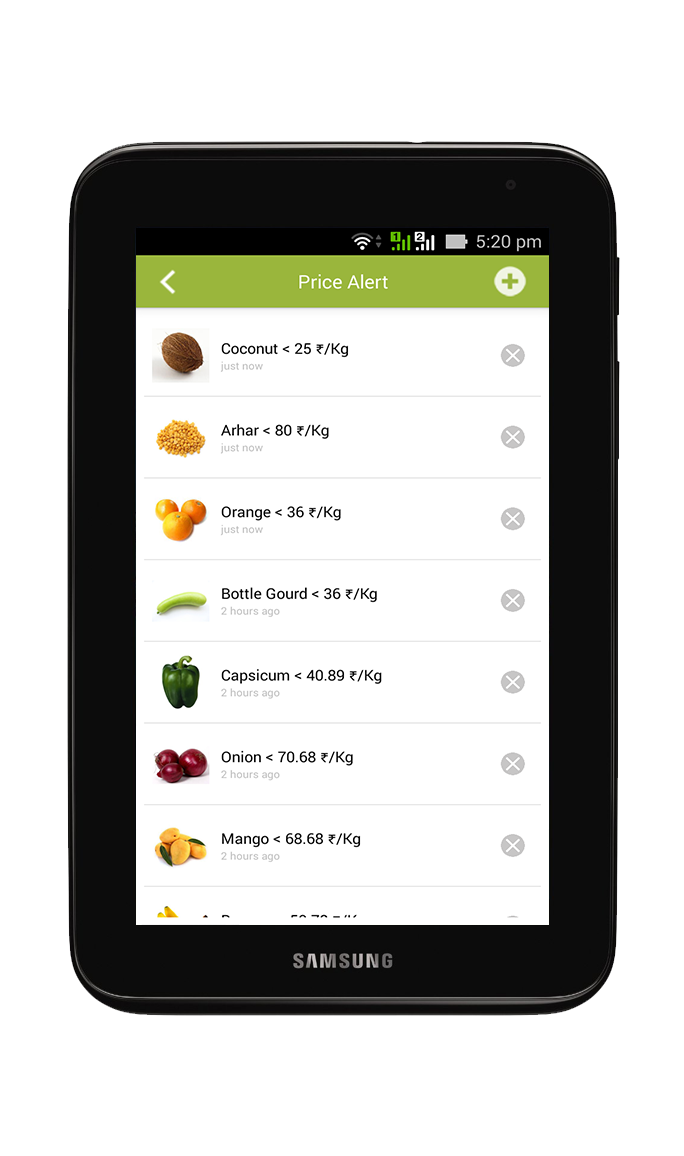 1 2 5:20 pm
Price Alert
Coconut < 25 ₹/Kg
just now
Arhar < 80 ₹/Kg
just now
Orange < 36 ₹/Kg
just now
Bottle Gourd < 36 ₹/Kg
2 hours ago
Capsicum < 40.89 ₹/Kg
2 hours ago
Onion < 70.68 ₹/Kg
2 hours ago
Mango < 68.68 ₹/Kg
2 hours ago
SAMSUNG